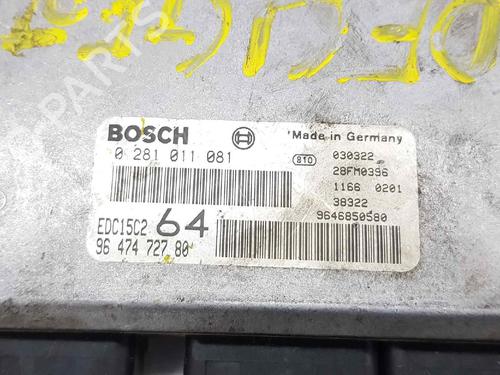 BOSCH
Made in Germany
0 281 011 081
810
030322
28FM0396
1166 0201
38322
9646850580
EDC15C2
64
96 474 727 80